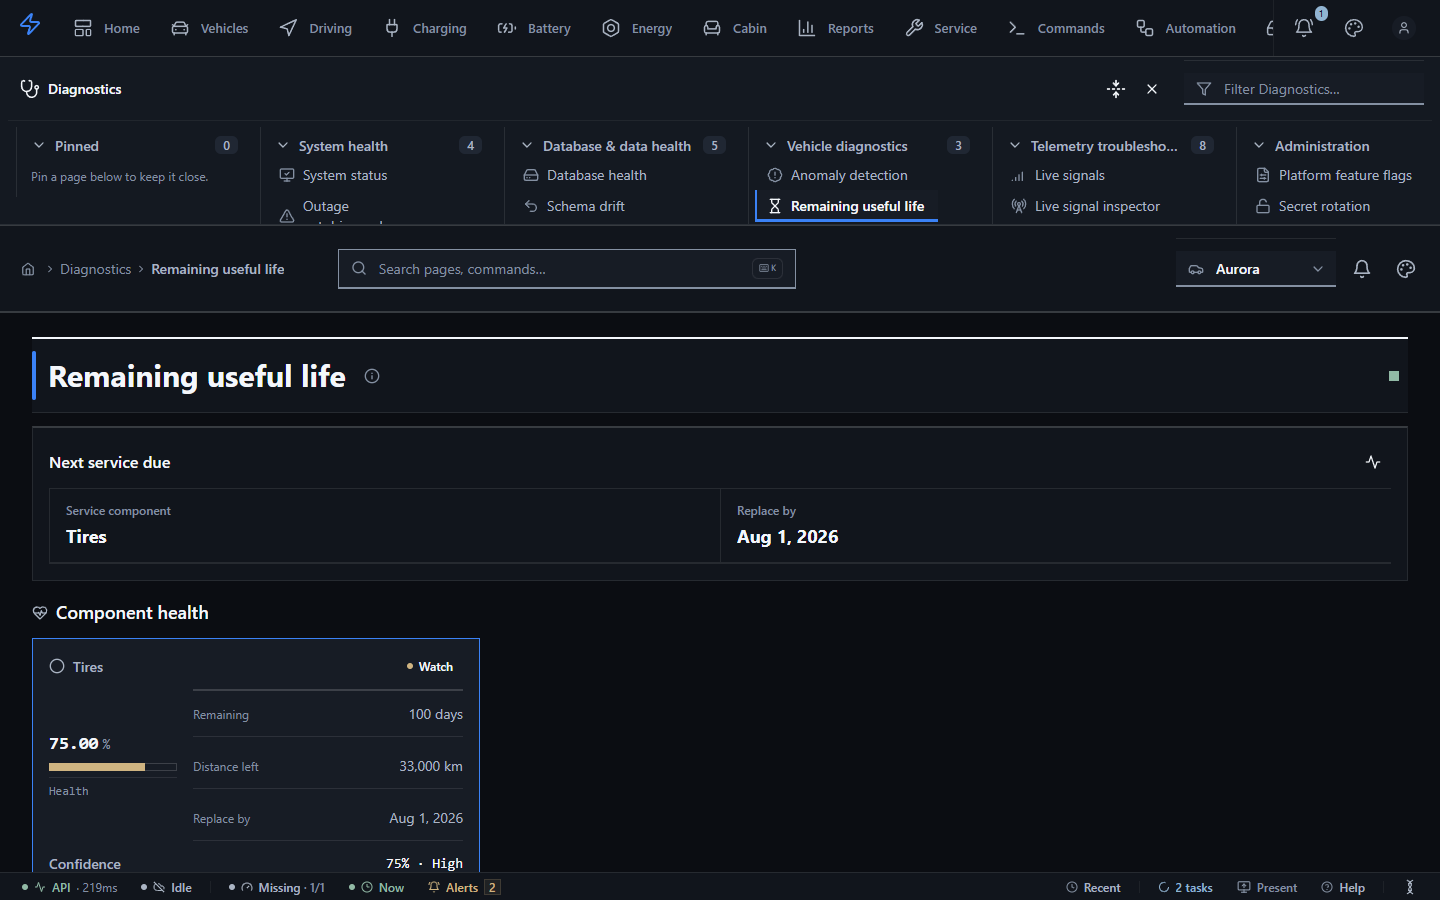 Home Vehicles Driving Charging Battery Energy Cabin Reports Service Commands Automation 1
Diagnostics
Filter Diagnostics...
Pinned 0
Pin a page below to keep it close.
System health 4
System status
Outage
Database & data health 5
Database health
Schema drift
Vehicle diagnostics 3
Anomaly detection
Remaining useful life
Telemetry troublesho... 8
Live signals
Live signal inspector
Administration
Platform feature flags
Secret rotation
Diagnostics Remaining useful life
Search pages, commands... K
Aurora
Remaining useful life
Next service due
Service component
Tires
Replace by
Aug 1, 2026
Component health
Tires
Watch
75.00 %
Health
Remaining 100 days
Distance left 33,000 km
Replace by Aug 1, 2026
Confidence 75% · High
API · 219ms Idle Missing · 1/1 Now Alerts 2 Recent 2 tasks Present Help